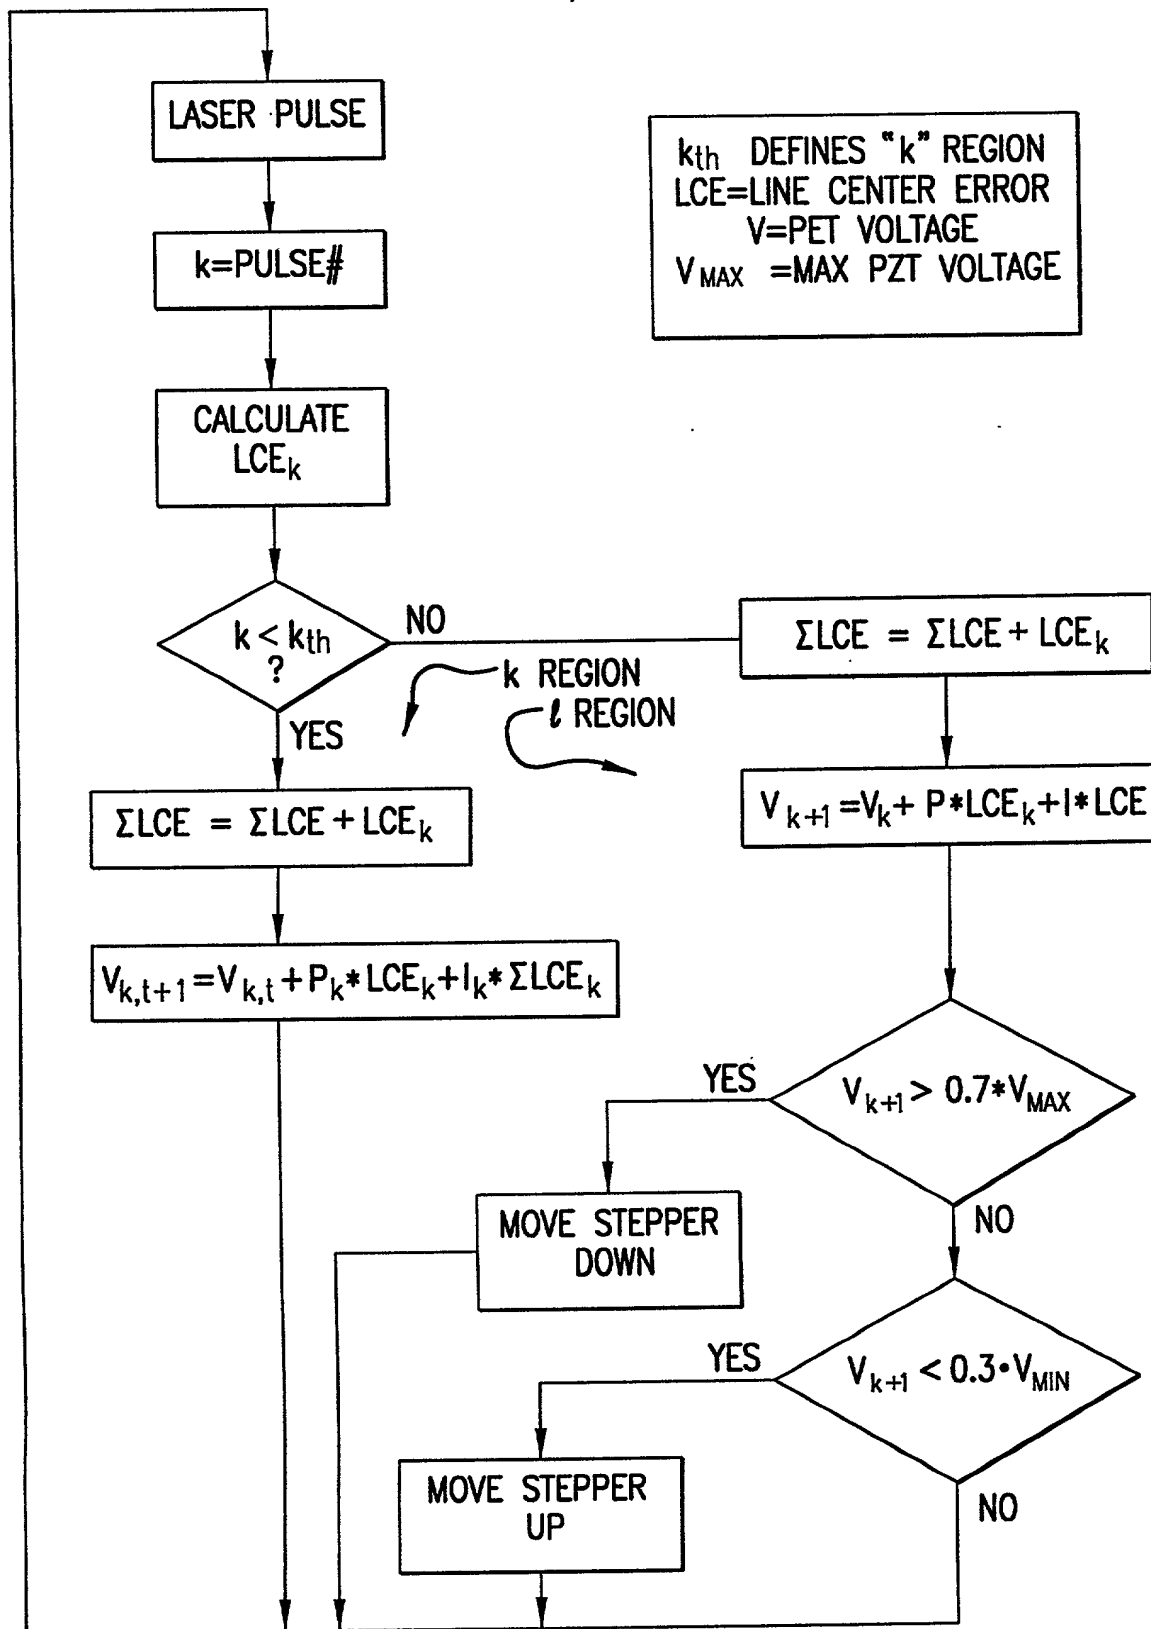 LASER PULSE
k=PULSE#
CALCULATE
LCEk
kth DEFINES "k" REGION
LCE=LINE CENTER ERROR
V=PET VOLTAGE
VMAX =MAX PZT VOLTAGE
k < kth
?
NO
YES
k REGION
ℓ REGION
ΣLCE = ΣLCE + LCEk
Vk,t+1=Vk,t + Pk*LCEk+Ik* ΣLCEk
ΣLCE = ΣLCE + LCEk
Vk+1 =Vk+ P*LCEk+I*LCE
Vk+1 > 0.7*VMAX
YES
NO
MOVE STEPPER
DOWN
Vk+1 < 0.3•VMIN
YES
NO
MOVE STEPPER
UP